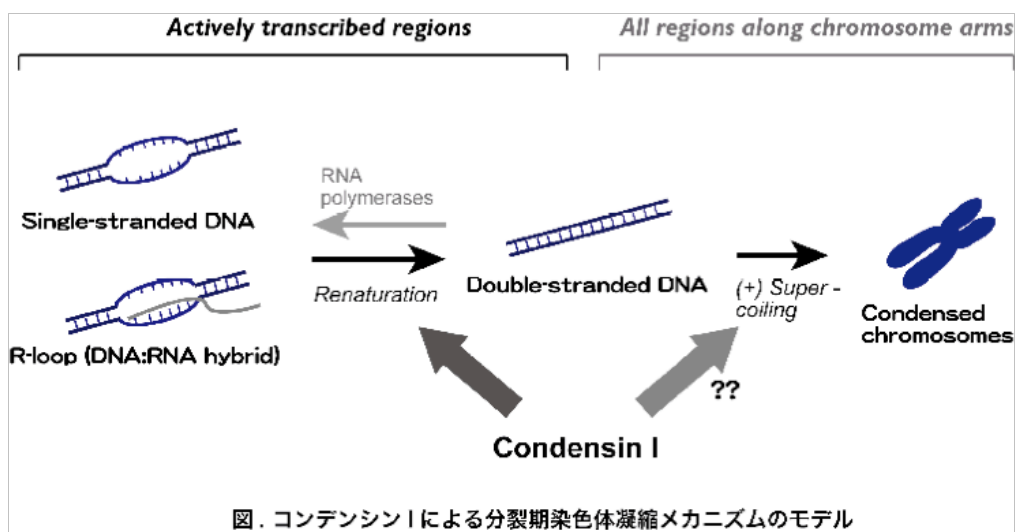 Actively transcribed regions
All regions along chromosome arms
RNA
polymerases
Single-stranded DNA
Renaturation
Double-stranded DNA
(+) Super -
coiling
Condensed
chromosomes
R-loop (DNA:RNA hybrid)
??
Condensin I
図 . コンデンシン I による分裂期染色体凝縮メカニズムのモデル